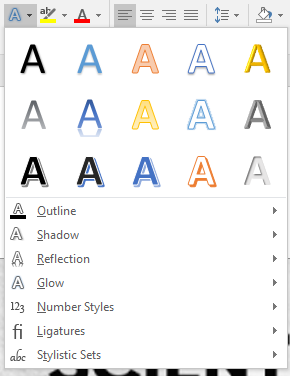 A A A
A A A A A
A A A A A
A A A A A
Outline
Shadow
Reflection
Glow
123 Number Styles
fi Ligatures
abc Stylistic Sets